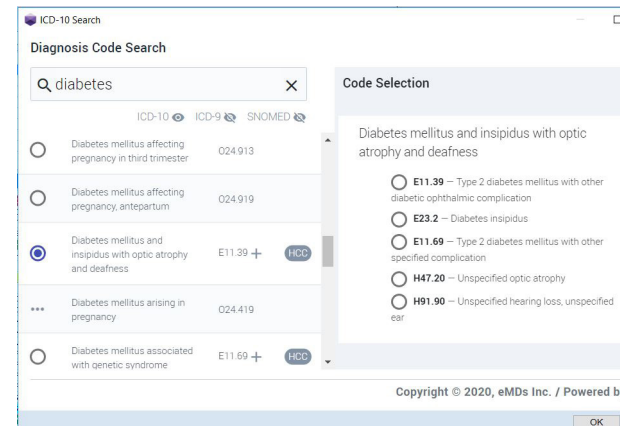 ICD-10 Search
Diagnosis Code Search
diabetes
ICD-10 ICD-9 SNOMED
Diabetes mellitus affecting
pregnancy in third trimester
O24.913
Diabetes mellitus affecting
pregnancy, antepartum
O24.919
Diabetes mellitus and
insipidus with optic atrophy
and deafness
E11.39 +
HCC
Diabetes mellitus arising in
pregnancy
O24.419
Diabetes mellitus associated
with genetic syndrome
E11.69 +
HCC
Code Selection
Diabetes mellitus and insipidus with optic
atrophy and deafness
E11.39 – Type 2 diabetes mellitus with other
diabetic ophthalmic complication
E23.2 – Diabetes insipidus
E11.69 – Type 2 diabetes mellitus with other
specified complication
H47.20 – Unspecified optic atrophy
H91.90 – Unspecified hearing loss, unspecified
ear
Copyright © 2020, eMDs Inc. / Powered b
OK